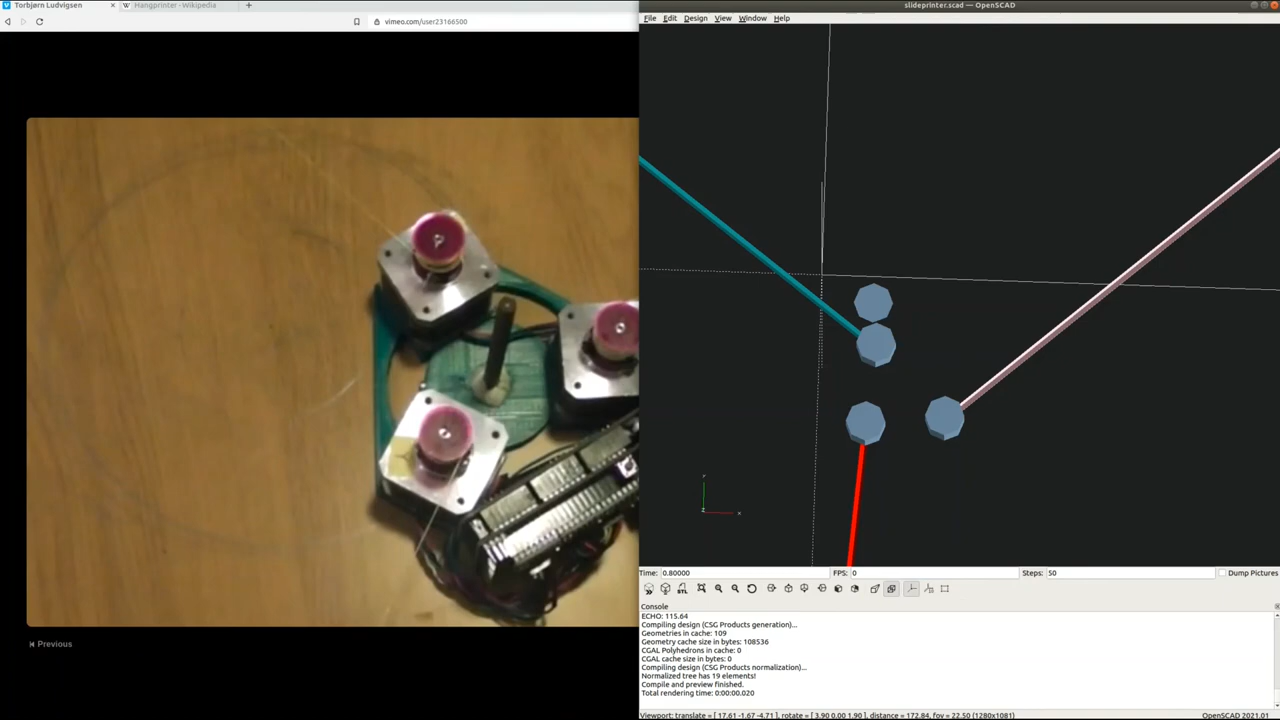 Torbjørn Ludvigsen
Hangprinter - Wikipedia
vimeo.com/user23166500
Previous
slideprinter.scad — OpenSCAD
File Edit Design View Window Help
Time: 0.80000 FPS: 0 Steps: 50 Dump Pictures
STL
Console
ECHO: 115.64
Compiling design (CSG Products generation)...
Geometries in cache: 109
Geometry cache size in bytes: 108536
CGAL Polyhedrons in cache: 0
CGAL cache size in bytes: 0
Compiling design (CSG Products normalization)...
Normalized tree has 19 elements!
Compile and preview finished.
Total rendering time: 0:00:00.020
Viewport: translate = [ 17.61 -1.67 -4.71 ], rotate = [ 3.90 0.00 1.90 ], distance = 172.84, fov = 22.50 (1280x1081) OpenSCAD 2021.01